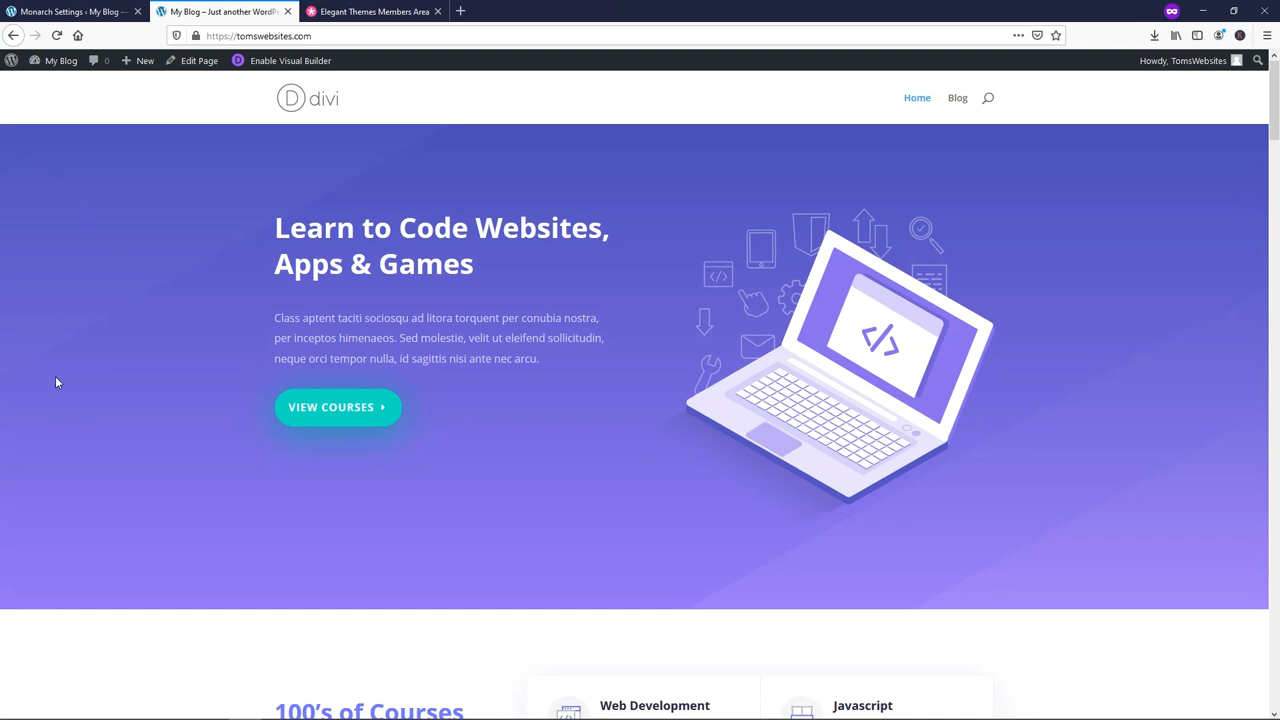 Monarch Settings ‹ My Blog —
My Blog – Just another WordPr
Elegant Themes Members Area
https://tomswebsites.com
My Blog
0
New
Edit Page
Enable Visual Builder
Howdy, TomsWebsites
D divi
Home
Blog
Learn to Code Websites,
Apps & Games
Class aptent taciti sociosqu ad litora torquent per conubia nostra,
per inceptos himenaeos. Sed molestie, velit ut eleifend sollicitudin,
neque orci tempor nulla, id sagittis nisi ante nec arcu.
VIEW COURSES
</>
</>
100's of Courses
Web Development
Javascript